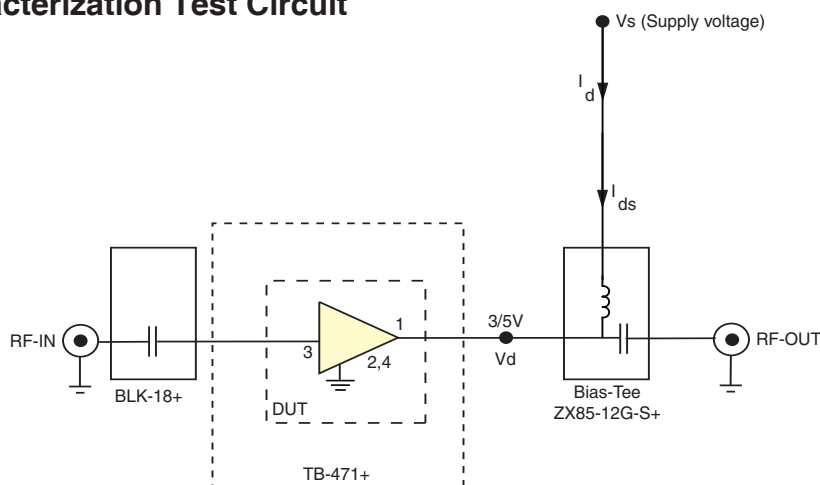 acterization Test Circuit
Vs (Supply voltage)
I d
I ds
RF-IN
BLK-18+
3
1
2,4
DUT
TB-471+
3/5V
Vd
Bias-Tee
ZX85-12G-S+
RF-OUT